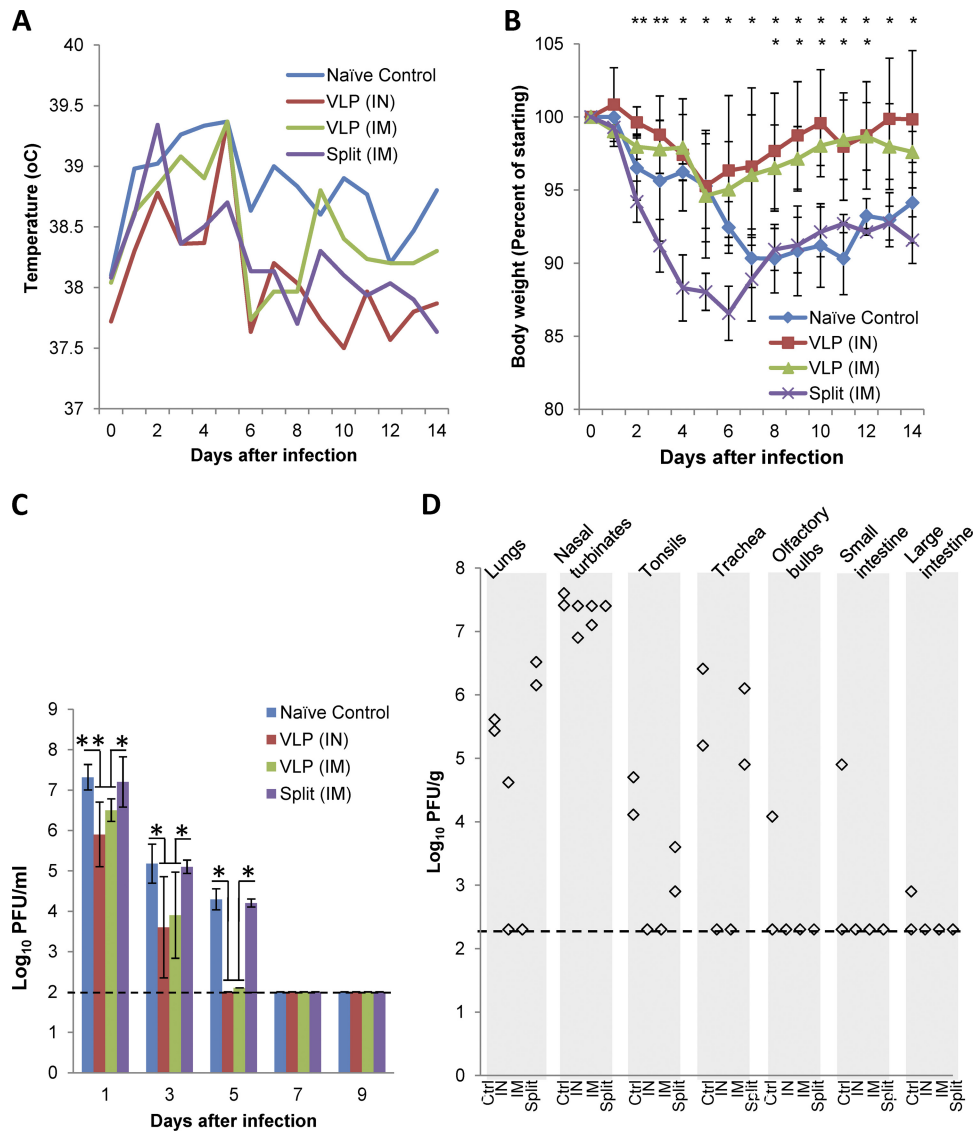 A
40
39.5
39
38.5
38
37.5
37
Temperature (oC)
Naïve Control
VLP (IN)
VLP (IM)
Split (IM)
0 2 4 6 8 10 12 14
Days after infection
B
** ** * * * * * * * * * * *
* * * * *
105
100
95
90
85
80
Body weight (Percent of starting)
Naïve Control
VLP (IN)
VLP (IM)
Split (IM)
0 2 4 6 8 10 12 14
Days after infection
C
9
8
7
6
5
4
3
2
1
0
Log10 PFU/ml
Naïve Control
VLP (IN)
VLP (IM)
Split (IM)
** *
* *
* *
1 3 5 7 9
Days after infection
D
Lungs
Nasal
turbinates
Tonsils
Trachea
Olfactory
bulbs
Small
intestine
Large
intestine
8
7
6
5
4
3
2
1
0
Log10 PFU/g
Ctrl IN IM Split Ctrl IN IM Split Ctrl IN IM Split Ctrl IN IM Split Ctrl IN IM Split Ctrl IN IM Split Ctrl IN IM Split